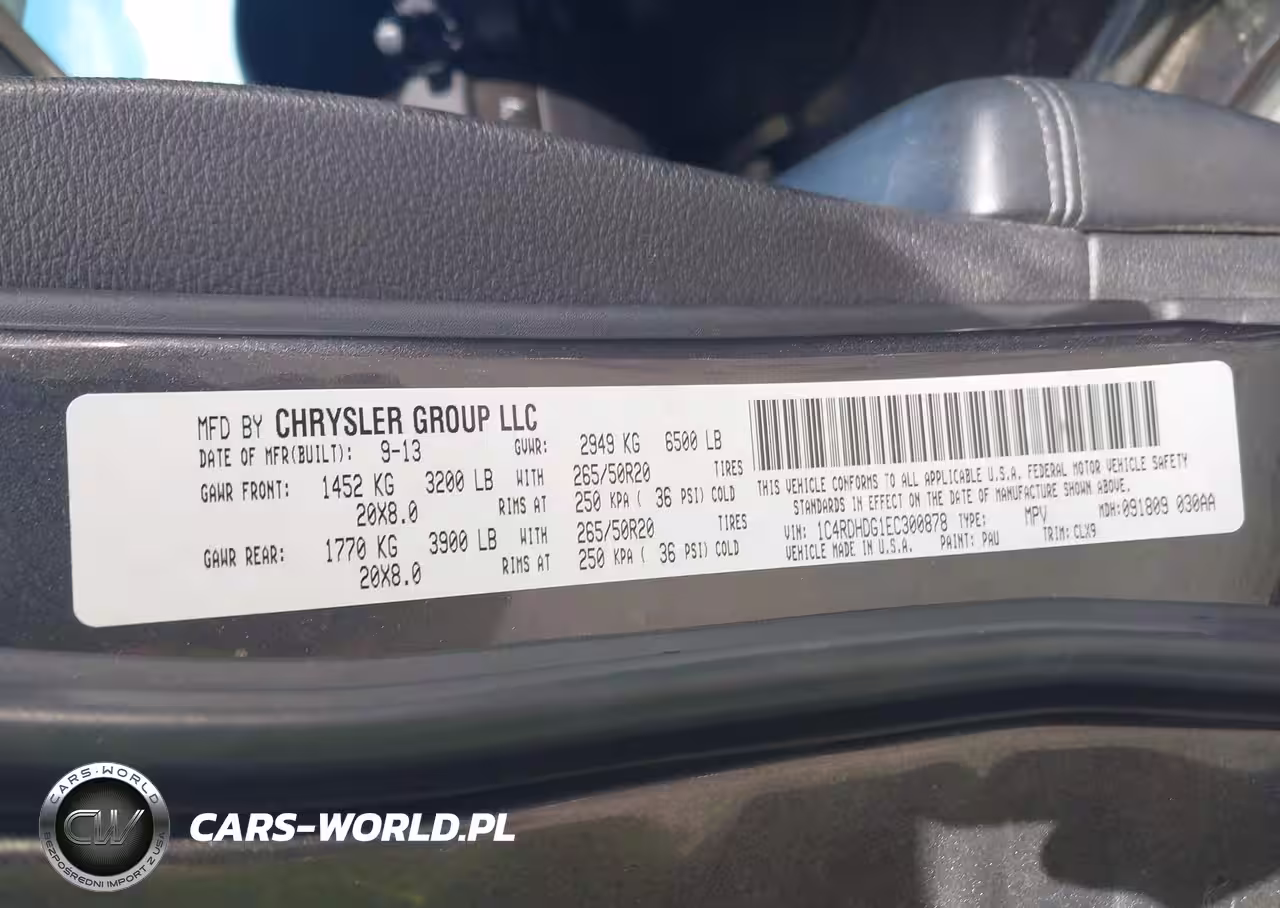 MFD BY CHRYSLER GROUP LLC
DATE OF MFR(BUILT): 9-13 GVWR: 2949 KG 6500 LB
GAWR FRONT: 1452 KG 3200 LB WITH 265/50R20 TIRES
20X8.0 RIMS AT 250 KPA ( 36 PSI) COLD
GAWR REAR: 1770 KG 3900 LB WITH 265/50R20 TIRES
20X8.0 RIMS AT 250 KPA ( 36 PSI) COLD
THIS VEHICLE CONFORMS TO ALL APPLICABLE U.S.A. FEDERAL MOTOR VEHICLE SAFETY
STANDARDS IN EFFECT ON THE DATE OF MANUFACTURE SHOWN ABOVE.
VIN: 1C4RDHDG1EC300878 TYPE: MPV MDH:091809 030AA
VEHICLE MADE IN U.S.A. PAINT: PAU TRIM: CLX9
CARS-WORLD
CW
BEZPOŚREDNI IMPORT Z USA
CARS-WORLD.PL